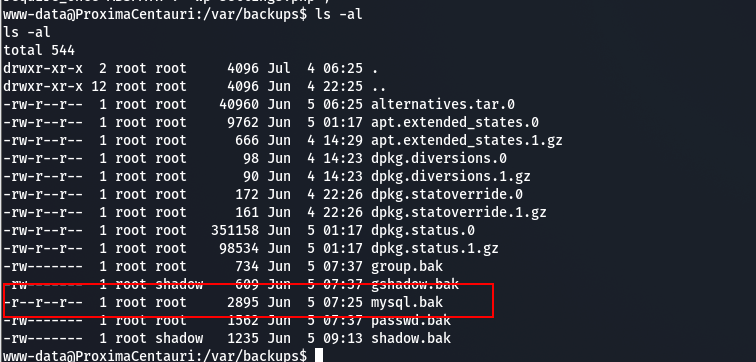 www-data@ProximaCentauri:/var/backups$ ls -al
ls -al
total 544
drwxr-xr-x  2 root root     4096 Jul  4 06:25 .
drwxr-xr-x 12 root root     4096 Jun  4 22:25 ..
-rw-r--r--  1 root root    40960 Jun  5 06:25 alternatives.tar.0
-rw-r--r--  1 root root     9762 Jun  5 01:17 apt.extended_states.0
-rw-r--r--  1 root root      666 Jun  4 14:29 apt.extended_states.1.gz
-rw-r--r--  1 root root       98 Jun  4 14:23 dpkg.diversions.0
-rw-r--r--  1 root root       90 Jun  4 14:23 dpkg.diversions.1.gz
-rw-r--r--  1 root root      172 Jun  4 22:26 dpkg.statoverride.0
-rw-r--r--  1 root root      161 Jun  4 22:26 dpkg.statoverride.1.gz
-rw-r--r--  1 root root   351158 Jun  5 01:17 dpkg.status.0
-rw-r--r--  1 root root    98534 Jun  5 01:17 dpkg.status.1.gz
-rw-------  1 root root      734 Jun  5 07:37 group.bak
-rw-------  1 root shadow    609 Jun  5 07:37 gshadow.bak
-r--r--r--  1 root root     2895 Jun  5 07:25 mysql.bak
-rw-------  1 root root     1562 Jun  5 07:37 passwd.bak
-rw-------  1 root shadow   1235 Jun  5 09:13 shadow.bak
www-data@ProximaCentauri:/var/backups$